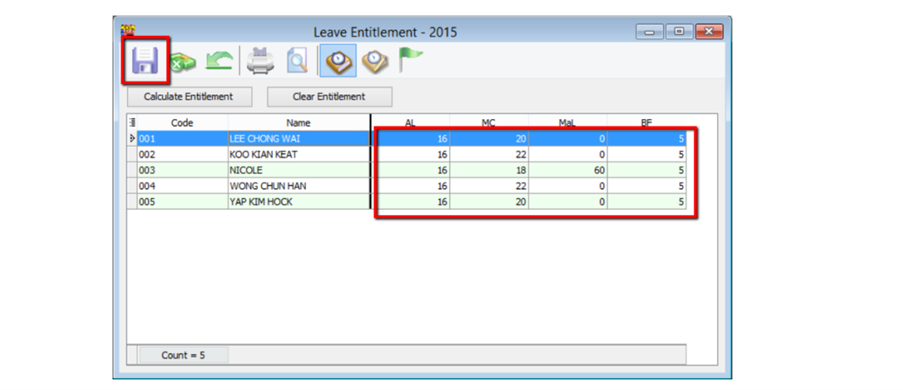 Leave Entitlement - 2015
Calculate Entitlement Clear Entitlement
Code Name AL MC MaL BF
001 LEE CHONG WAI 16 20 0 5
002 KOO KIAN KEAT 16 22 0 5
003 NICOLE 16 18 60 5
004 WONG CHUN HAN 16 22 0 5
005 YAP KIM HOCK 16 20 0 5
Count = 5